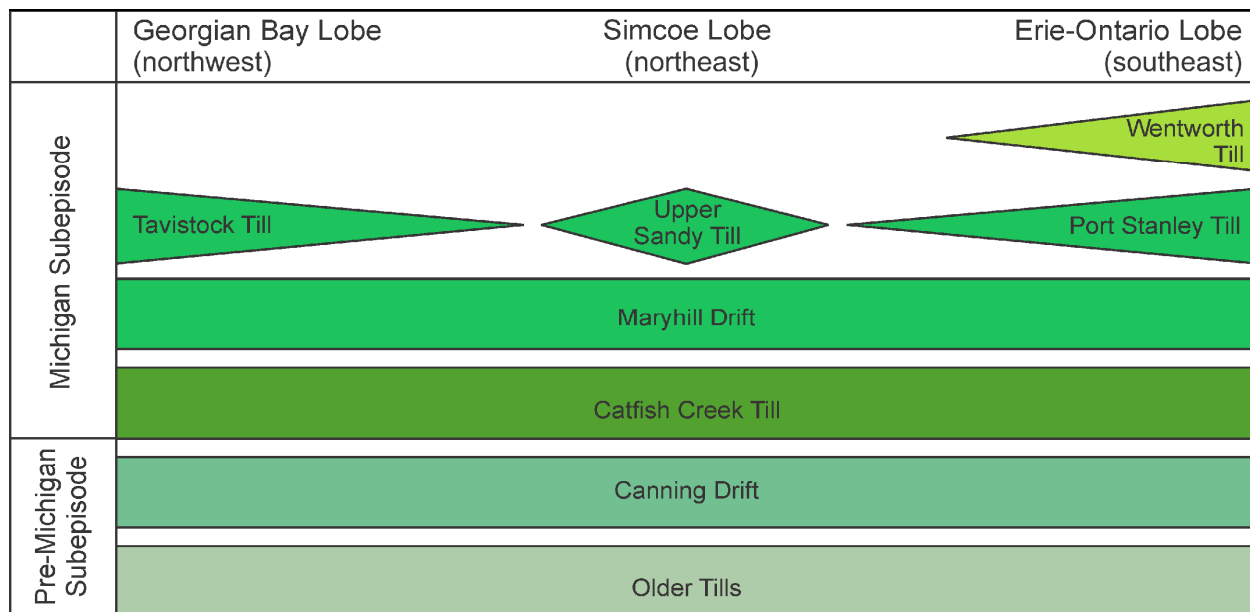 Georgian Bay Lobe
(northwest)
Simcoe Lobe
(northeast)
Erie-Ontario Lobe
(southeast)
Michigan Subepisode
Wentworth
Till
Tavistock Till
Upper
Sandy Till
Port Stanley Till
Maryhill Drift
Catfish Creek Till
Pre-Michigan
Subepisode
Canning Drift
Older Tills